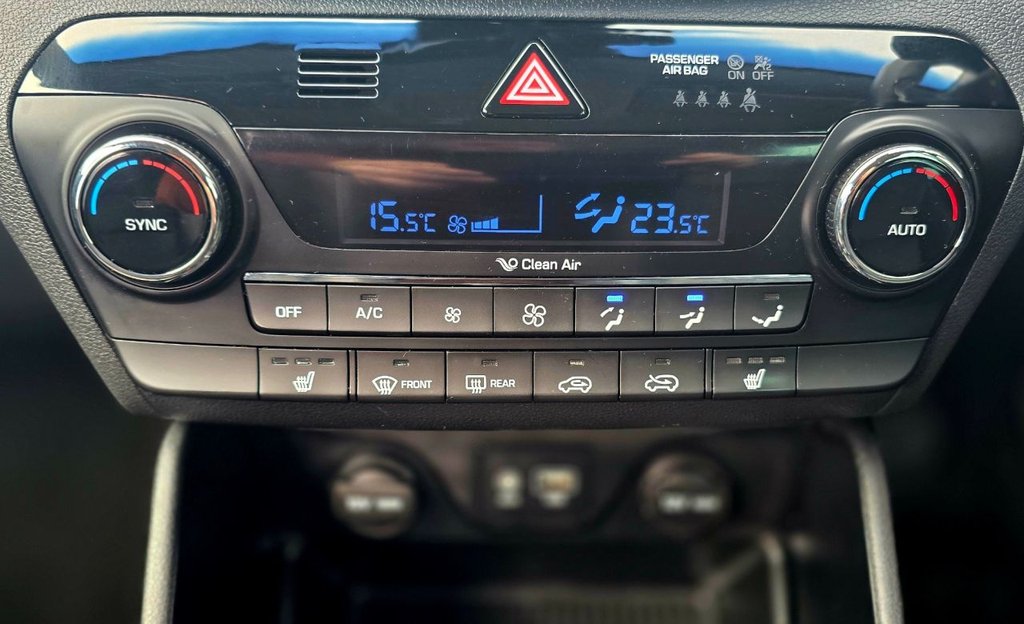 PASSENGER
AIR BAG
ON OFF
SYNC
15.5°C
23.5°C
AUTO
Clean Air
OFF
A/C
FRONT
REAR